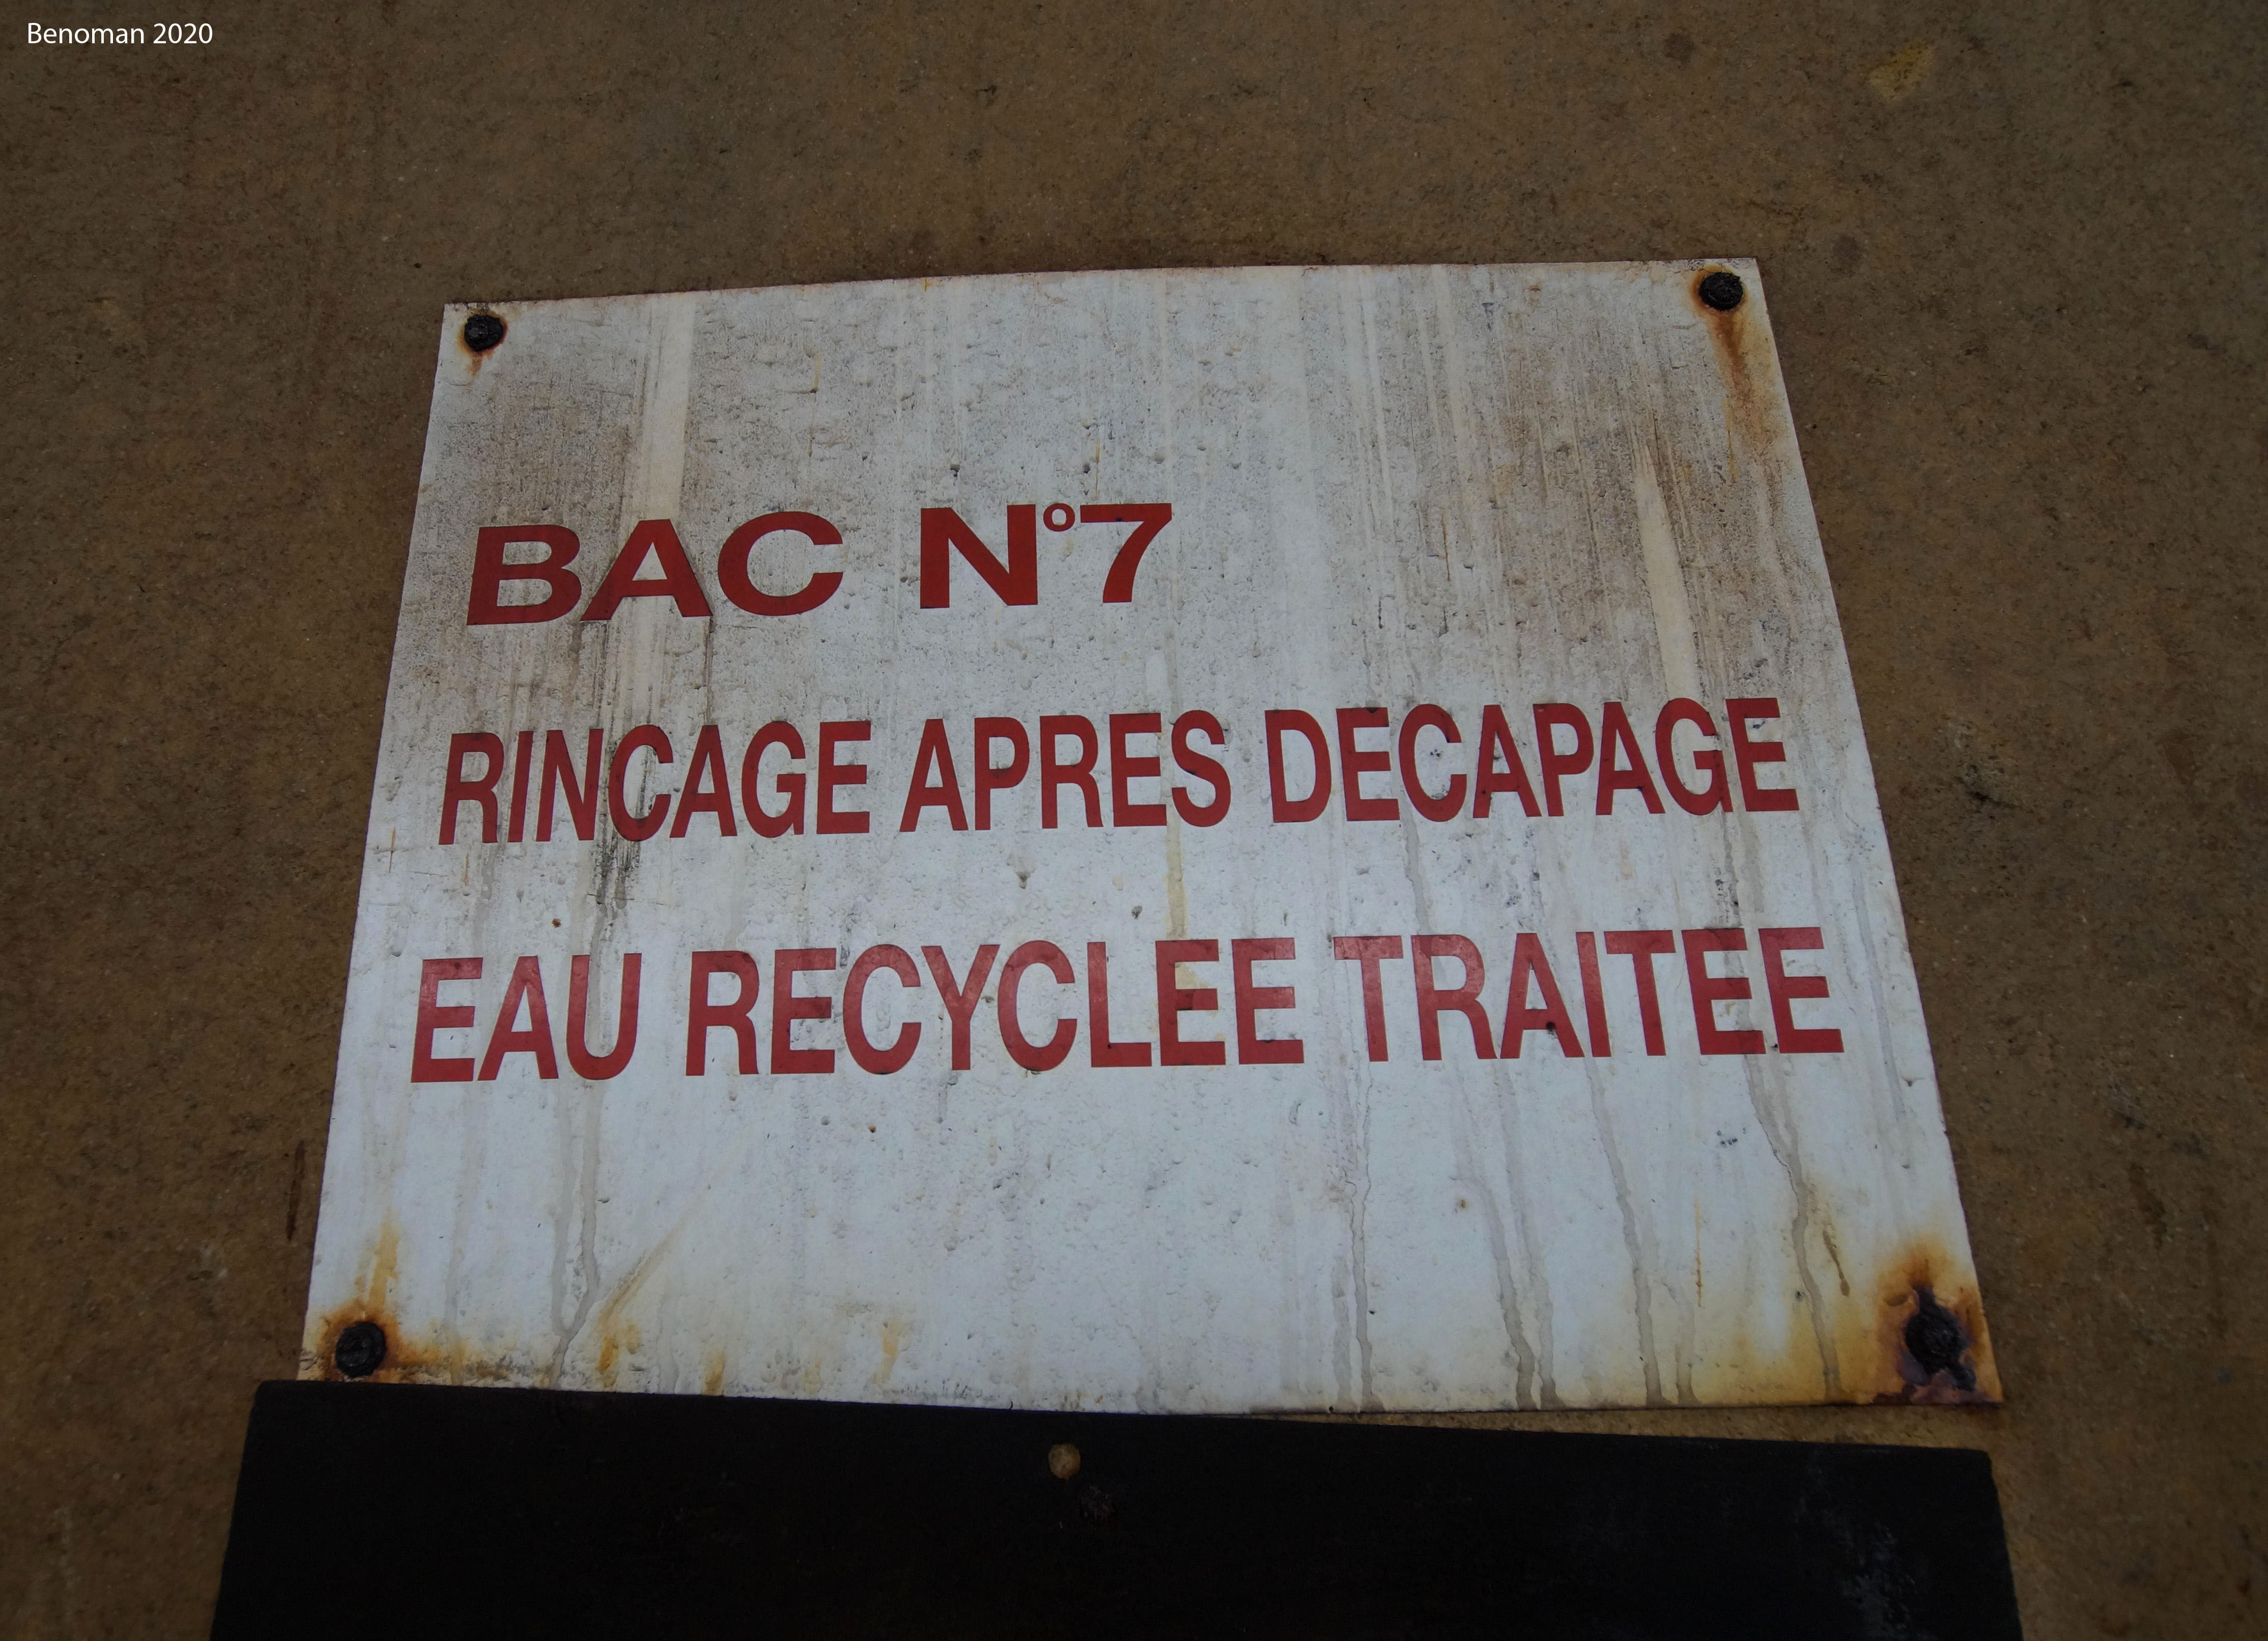 Benoman 2020
BAC N°7
RINCAGE APRES DECAPAGE
EAU RECYCLEE TRAITEE